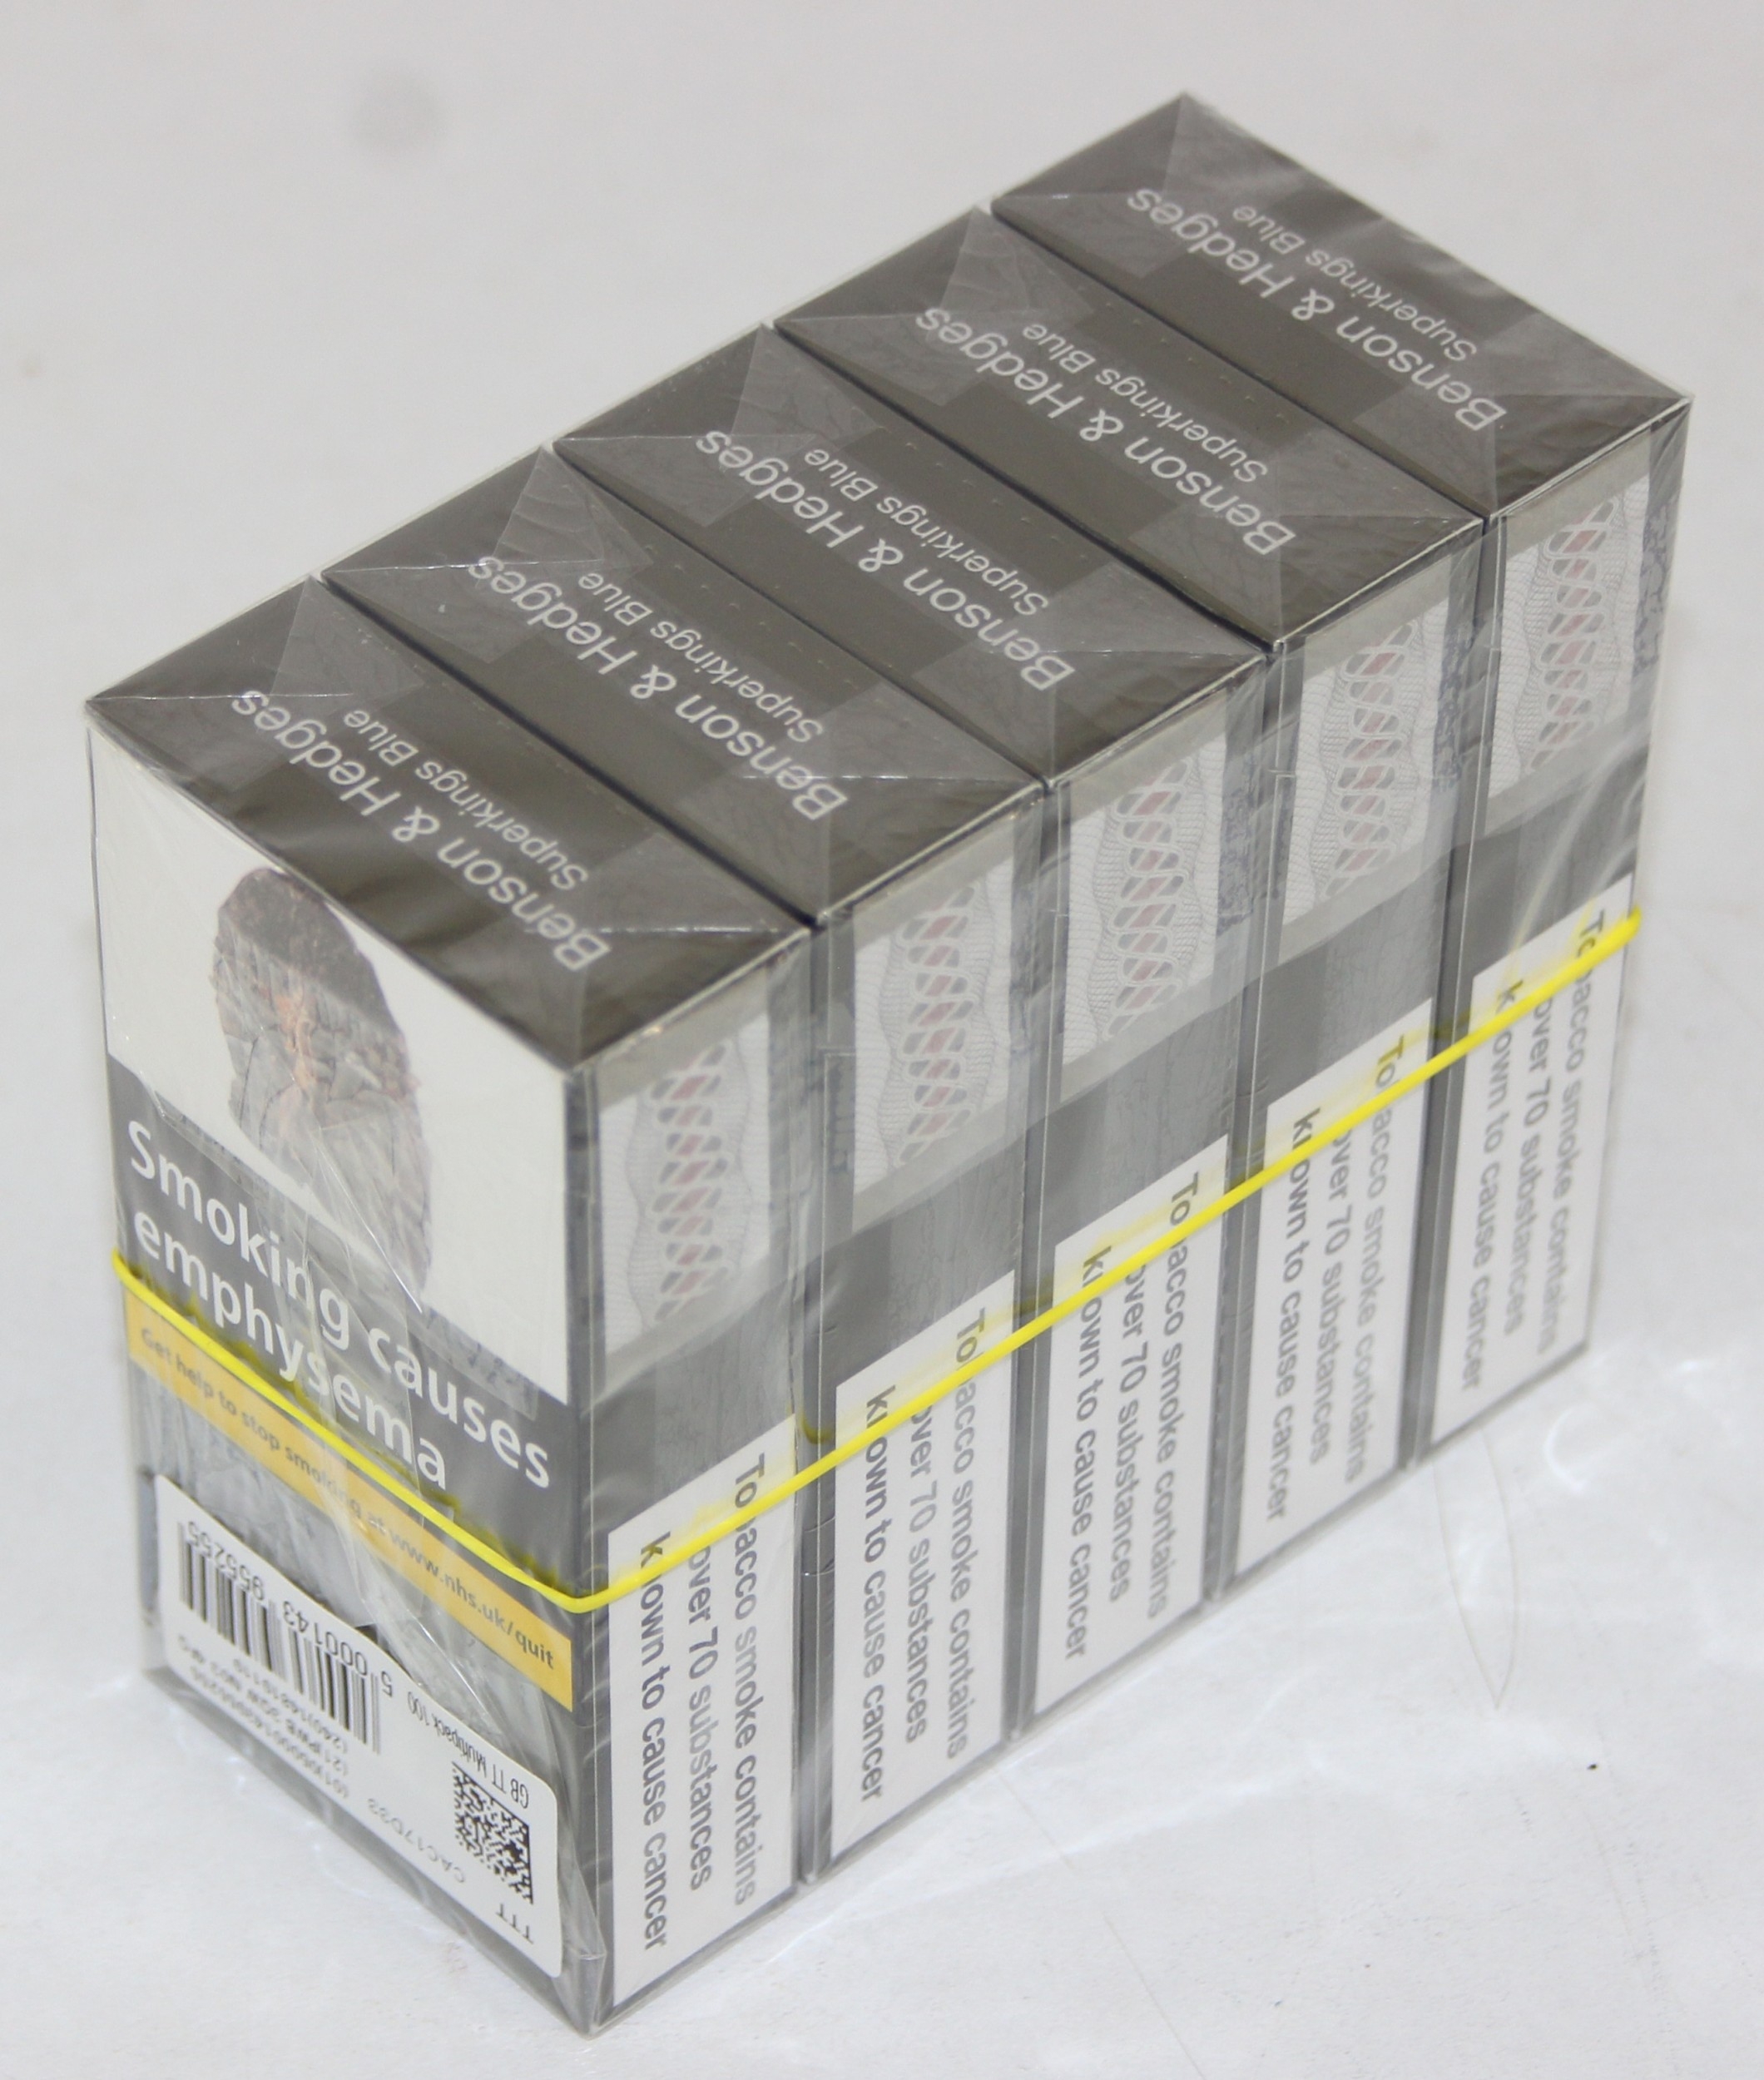 Benson & Hedges
Superkings Blue
Benson & Hedges
Superkings Blue
Benson & Hedges
Superkings Blue
Benson & Hedges
Superkings Blue
Benson & Hedges
Superkings Blue
Smoking causes
emphysema
Get help to stop smoking at www.nhs.uk/quit
Tobacco smoke contains
over 70 substances
known to cause cancer
Tobacco smoke contains
over 70 substances
known to cause cancer
Tobacco smoke contains
over 70 substances
known to cause cancer
Tobacco smoke contains
over 70 substances
known to cause cancer
Tobacco smoke contains
over 70 substances
known to cause cancer
TTT
CAC17D33
GB TT Multipack 100
5 000143 955255